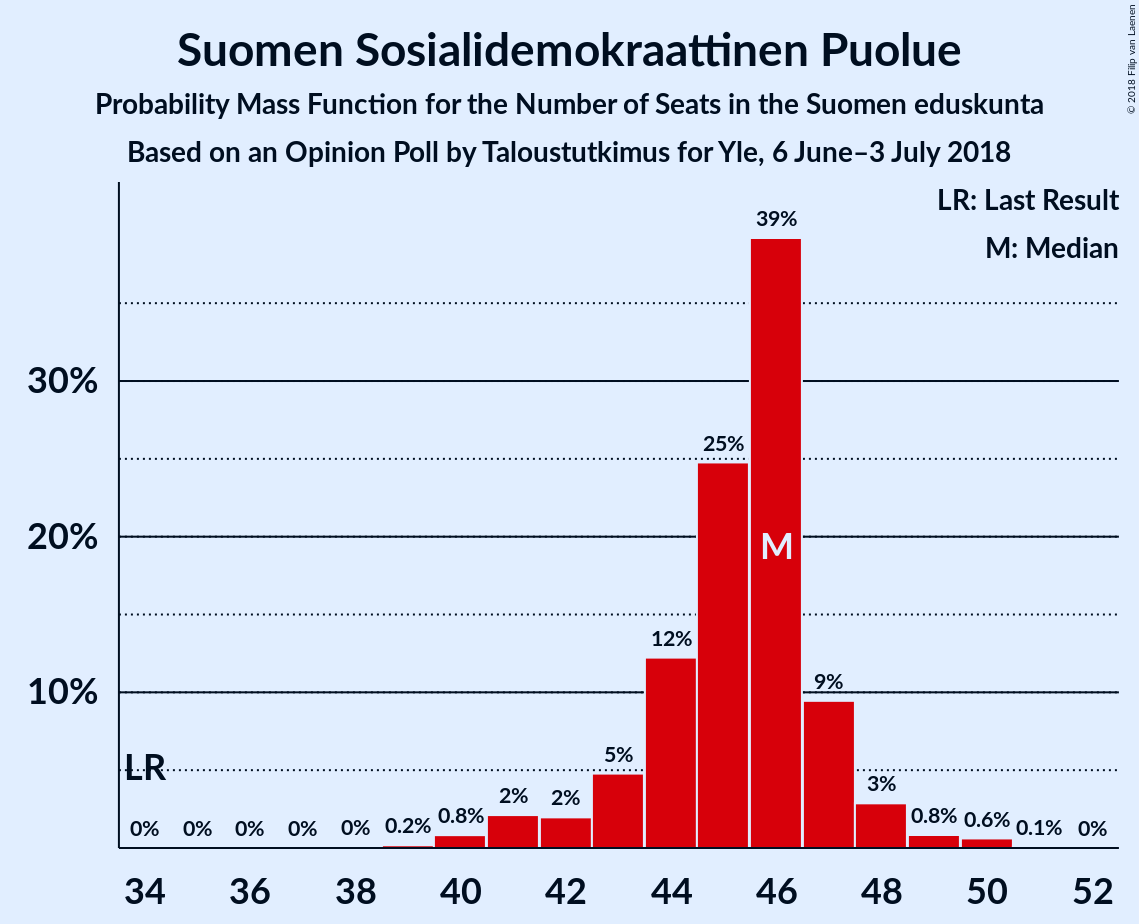 Suomen Sosialidemokraattinen Puolue
Probability Mass Function for the Number of Seats in the Suomen eduskunta
Based on an Opinion Poll by Taloustutkimus for Yle, 6 June–3 July 2018
© 2018 Filip van Laenen
LR: Last Result
M: Median
39%
30%
25%
20%
M
12%
10%
9%
LR
5%
3%
0% 0% 0% 0% 0% 0.2% 0.8% 2% 2% 0.8% 0.6% 0.1% 0%
34 36 38 40 42 44 46 48 50 52